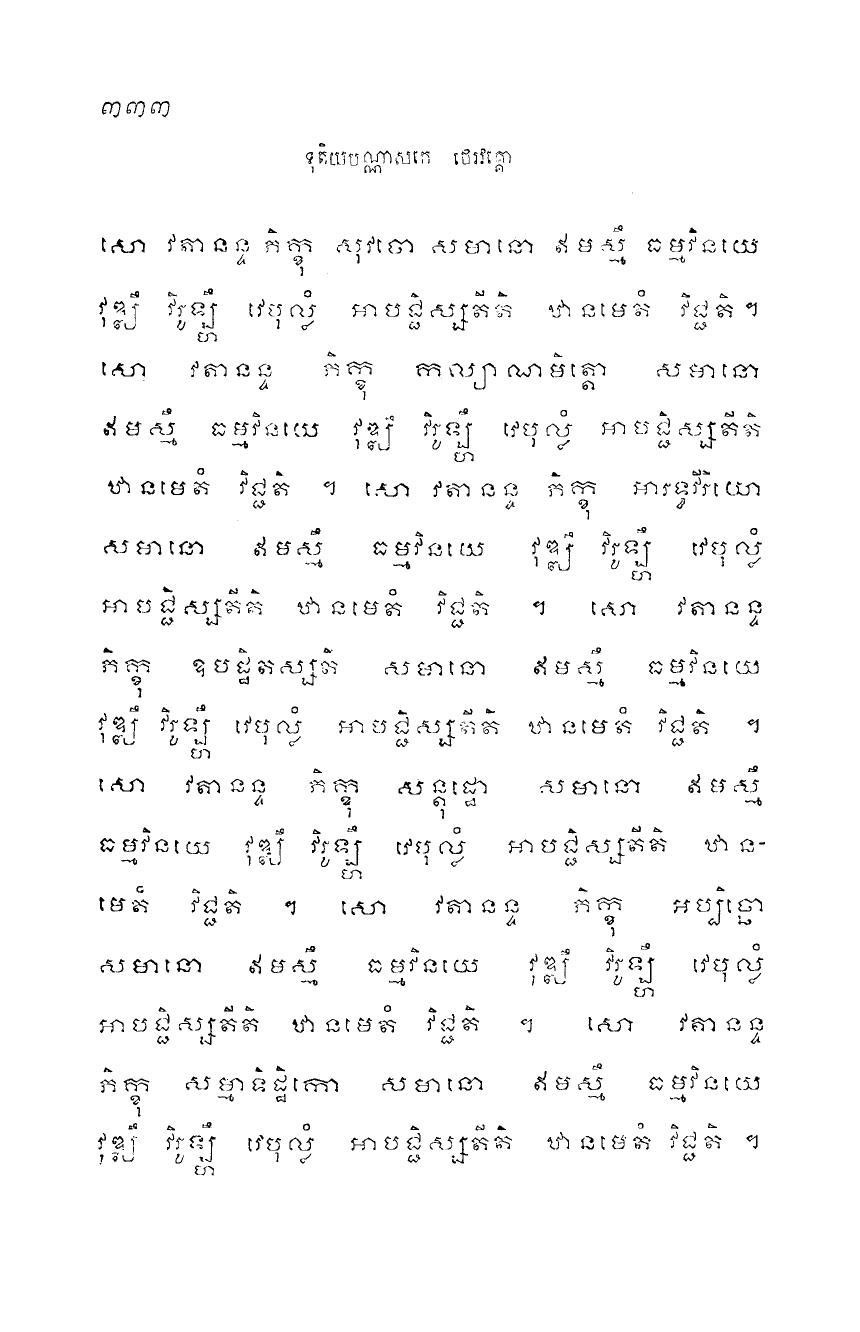 ៣៣៣
ទុតិយបណ្ណាសកេ ថេរវគ្គោ
សោ វតានន្ទ ភិក្ខុ សុវចោ សមានោ ឥមស្មឹ ធម្មវិនយេ
វុឌ្ឍឹ វិរូឡ្ហឹ វេបុល្លំ អាបជ្ជិស្សតីតិ ឋានមេតំ វិជ្ជតិ ។
សោ វតានន្ទ ភិក្ខុ កល្យាណមិត្តោ សមានោ
ឥមស្មឹ ធម្មវិនយេ វុឌ្ឍឹ វិរូឡ្ហឹ វេបុល្លំ អាបជ្ជិស្សតីតិ
ឋានមេតំ វិជ្ជតិ ។ សោ វតានន្ទ ភិក្ខុ អារទ្ធវីរិយោ
សមានោ ឥមស្មឹ ធម្មវិនយេ វុឌ្ឍឹ វិរូឡ្ហឹ វេបុល្លំ
អាបជ្ជិស្សតីតិ ឋានមេតំ វិជ្ជតិ ។ សោ វតានន្ទ
ភិក្ខុ ឧបដ្ឋិតស្សតិ សមានោ ឥមស្មឹ ធម្មវិនយេ
វុឌ្ឍឹ វិរូឡ្ហឹ វេបុល្លំ អាបជ្ជិស្សតីតិ ឋានមេតំ វិជ្ជតិ ។
សោ វតានន្ទ ភិក្ខុ សន្តុដ្ឋោ សមានោ ឥមស្មឹ
ធម្មវិនយេ វុឌ្ឍឹ វិរូឡ្ហឹ វេបុល្លំ អាបជ្ជិស្សតីតិ ឋាន-
មេតំ វិជ្ជតិ ។ សោ វតានន្ទ ភិក្ខុ អប្បិច្ឆោ
សមានោ ឥមស្មឹ ធម្មវិនយេ វុឌ្ឍឹ វិរូឡ្ហឹ វេបុល្លំ
អាបជ្ជិស្សតីតិ ឋានមេតំ វិជ្ជតិ ។ សោ វតានន្ទ
ភិក្ខុ សម្មាទិដ្ឋិកោ សមានោ ឥមស្មឹ ធម្មវិនយេ
វុឌ្ឍឹ វិរូឡ្ហឹ វេបុល្លំ អាបជ្ជិស្សតីតិ ឋានមេតំ វិជ្ជតិ ។